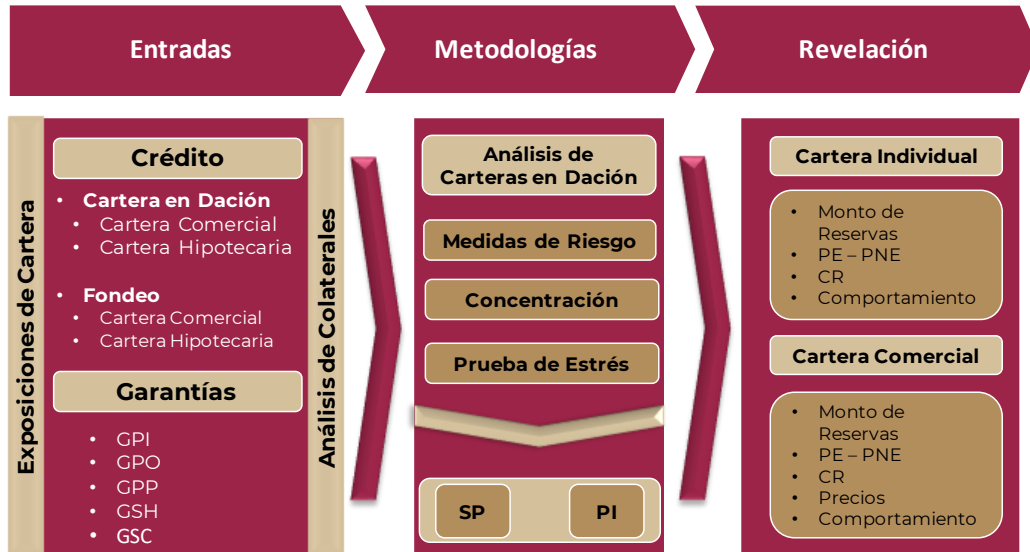 Entradas
Metodologías
Revelación
Exposiciones de Cartera
Crédito
• Cartera en Dación
• Cartera Comercial
• Cartera Hipotecaria
• Fondeo
• Cartera Comercial
• Cartera Hipotecaria
Garantías
• GPI
• GPO
• GPP
• GSH
• GSC
Análisis de Colaterales
Análisis de
Carteras en Dación
Medidas de Riesgo
Concentración
Prueba de Estrés
SP
PI
Cartera Individual
• Monto de
Reservas
• PE – PNE
• CR
• Comportamiento
Cartera Comercial
• Monto de
Reservas
• PE – PNE
• CR
• Precios
• Comportamiento